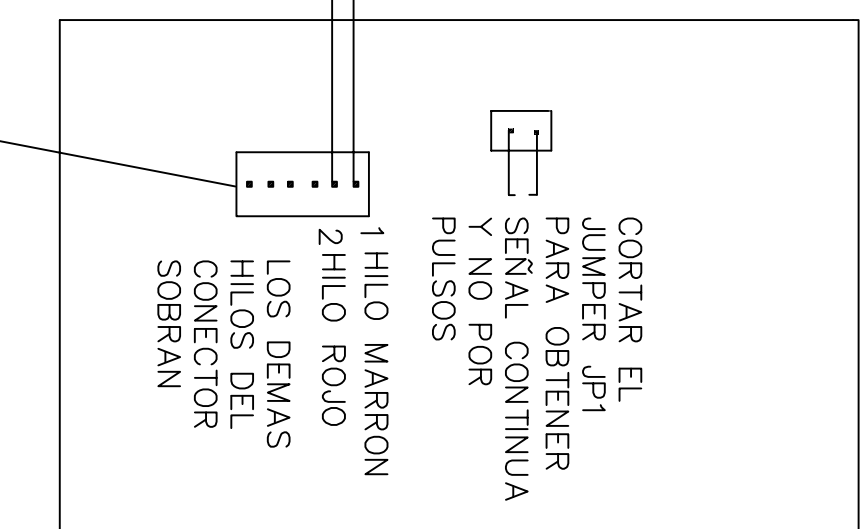 CORTAR EL
JUMPER JP1
PARA OBTENER
SEÑAL CONTINUA
Y NO POR
PULSOS
1 HILO MARRON
2 HILO ROJO
LOS DEMAS
HILOS DEL
CONECTOR
SOBRAN